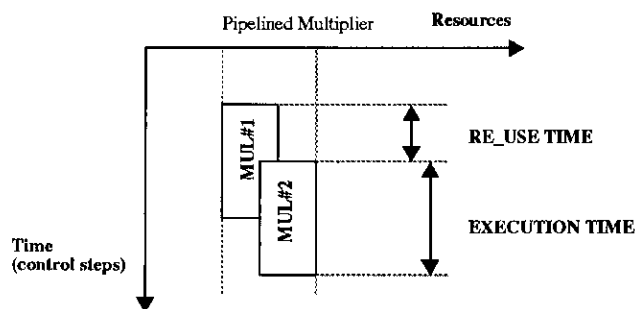 Pipelined Multiplier
Resources
MUL#1
MUL#2
RE_USE TIME
EXECUTION TIME
Time
(control steps)